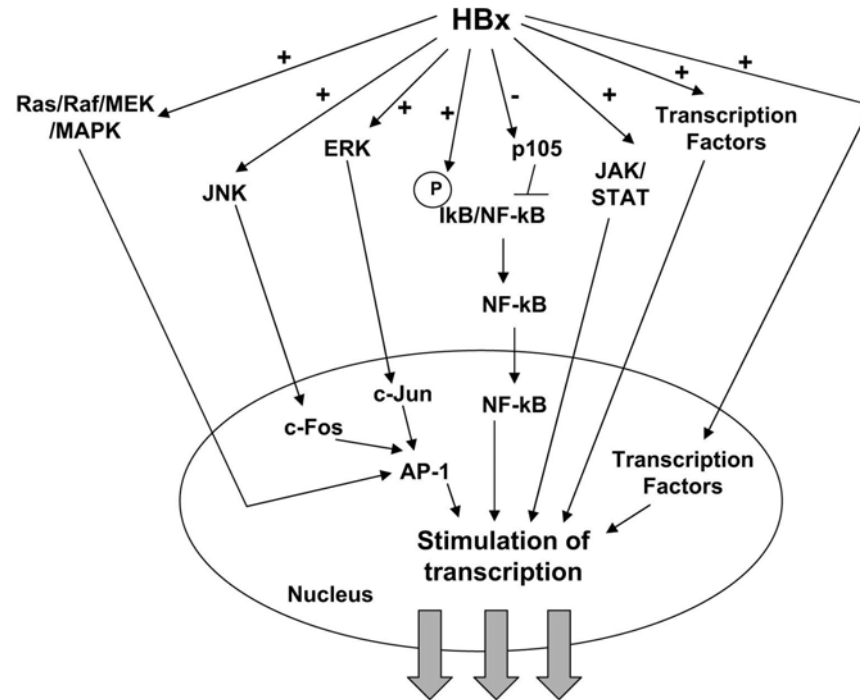 HBx
+
+
+
+
-
+
+
+
Ras/Raf/MEK
/MAPK
JNK
ERK
P
IkB/NF-kB
p105
JAK/
STAT
Transcription
Factors
NF-kB
c-Jun
NF-kB
c-Fos
AP-1
Transcription
Factors
Stimulation of
transcription
Nucleus